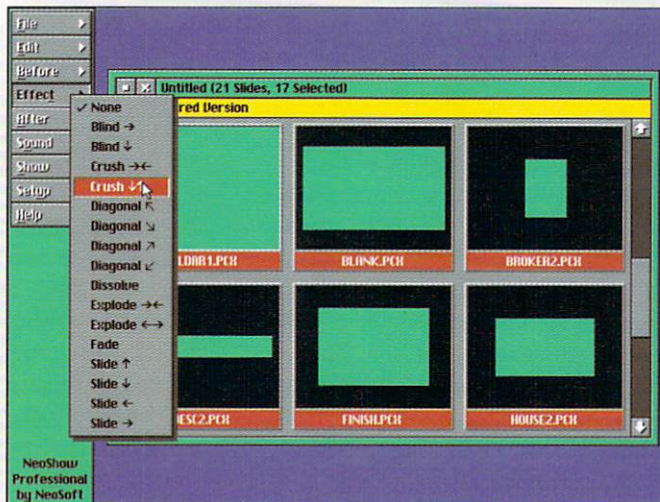 File
Edit
Before
Effect
After
Sound
Show
Setup
Help
NeoShow
Professional
by NeoSoft
✓ None
Blind →
Blind ↓
Crush →←
Crush
Diagonal ↖
Diagonal ↘
Diagonal ↗
Diagonal ↙
Dissolve
Explode →←
Explode ←→
Fade
Slide ↑
Slide ↓
Slide ←
Slide →
Untitled (21 Slides, 17 Selected)
red Version
LDAR1.PCX
BLANK.PCX
BROKER2.PCX
ESC2.PCX
FINISH.PCX
HOUSE2.PCX